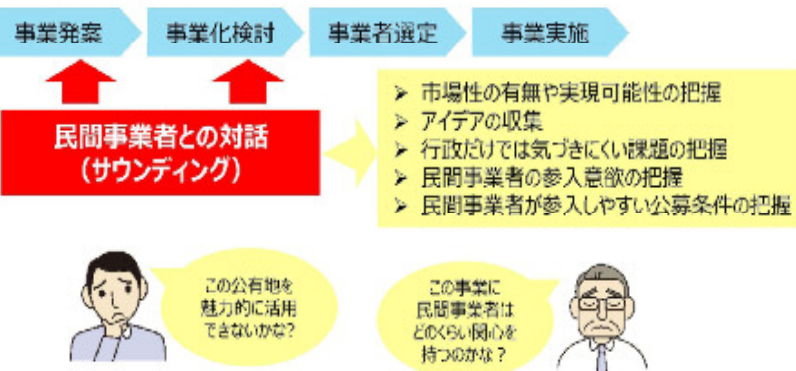 事業発案
事業化検討
事業者選定
事業実施
民間事業者との対話
（サウンディング）
➢ 市場性の有無や実現可能性の把握
➢ アイデアの収集
➢ 行政だけでは気づきにくい課題の把握
➢ 民間事業者の参入意欲の把握
➢ 民間事業者が参入しやすい公募条件の把握
この公有地を
魅力的に活用
できないかな？
この事業に
民間事業者は
どのくらい関心を
持つのかな？